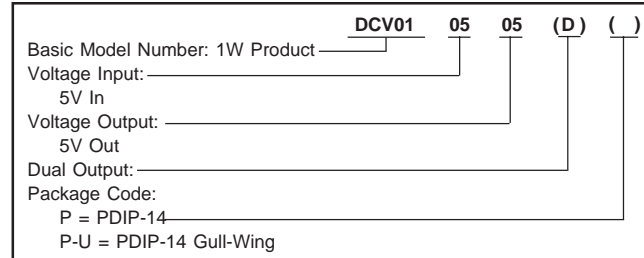 DCV01 05 05 (D) ( )
Basic Model Number: 1W Product
Voltage Input:
5V In
Voltage Output:
5V Out
Dual Output:
Package Code:
P = PDIP-14
P-U = PDIP-14 Gull-Wing